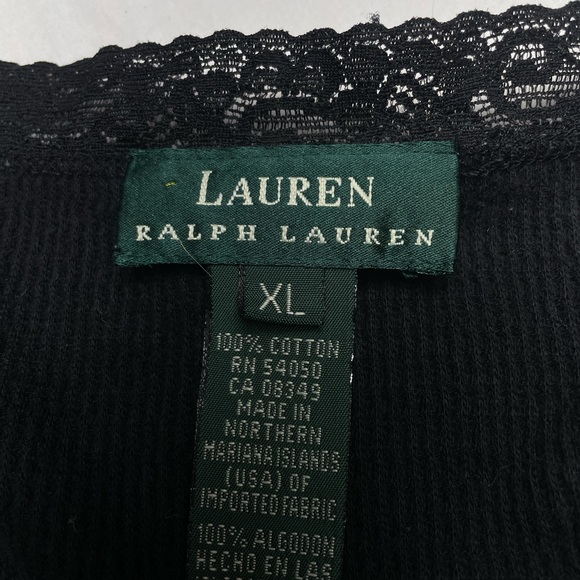 LAUREN
RALPH LAUREN
XL
100% COTTON
RN 54050
CA 08349
MADE IN
NORTHERN
MARIANA ISLANDS
(USA) OF
IMPORTED FABRIC
100% ALGODON
HECHO EN LAS